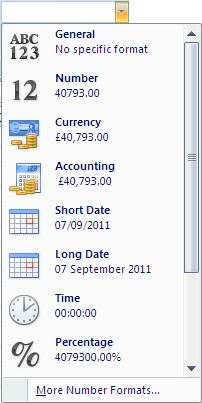 ABC
123
General
No specific format
12
Number
40793.00
Currency
£40,793.00
Accounting
£40,793.00
Short Date
07/09/2011
Long Date
07 September 2011
Time
00:00:00
%
Percentage
4079300.00%
More Number Formats...